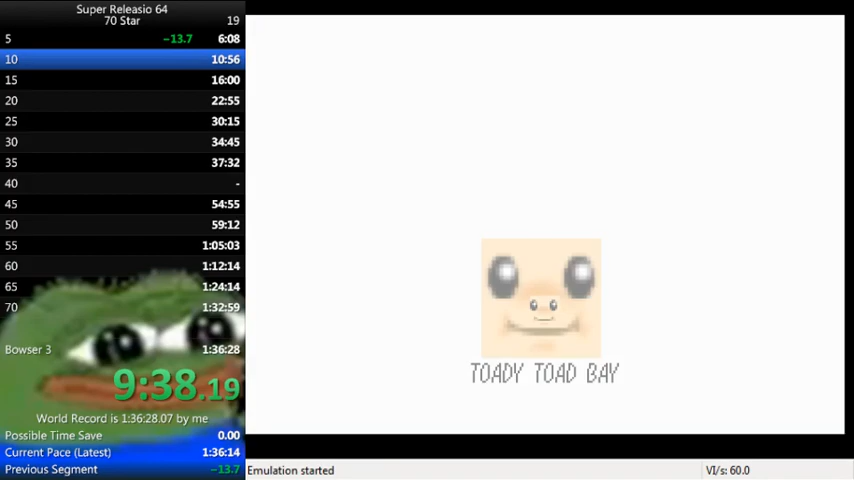 Super Releasio 64
70 Star 19
5 −13.7 6:08
10 10:56
15 16:00
20 22:55
25 30:15
30 34:45
35 37:32
40 -
45 54:55
50 59:12
55 1:05:03
60 1:12:14
65 1:24:14
70 1:32:59
Bowser 3 1:36:28
9:38.19
World Record is 1:36:28.07 by me
Possible Time Save 0.00
Current Pace (Latest) 1:36:14
Previous Segment −13.7
TOADY TOAD BAY
Emulation started VI/s: 60.0